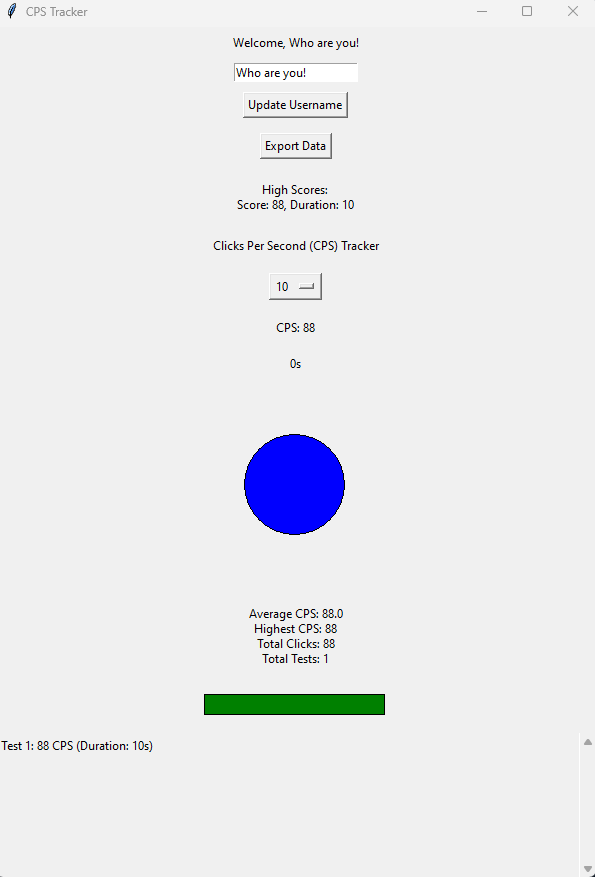 CPS Tracker
Welcome, Who are you!
Who are you!
Update Username
Export Data
High Scores:
Score: 88, Duration: 10
Clicks Per Second (CPS) Tracker
10
CPS: 88
0s
Average CPS: 88.0
Highest CPS: 88
Total Clicks: 88
Total Tests: 1
Test 1: 88 CPS (Duration: 10s)